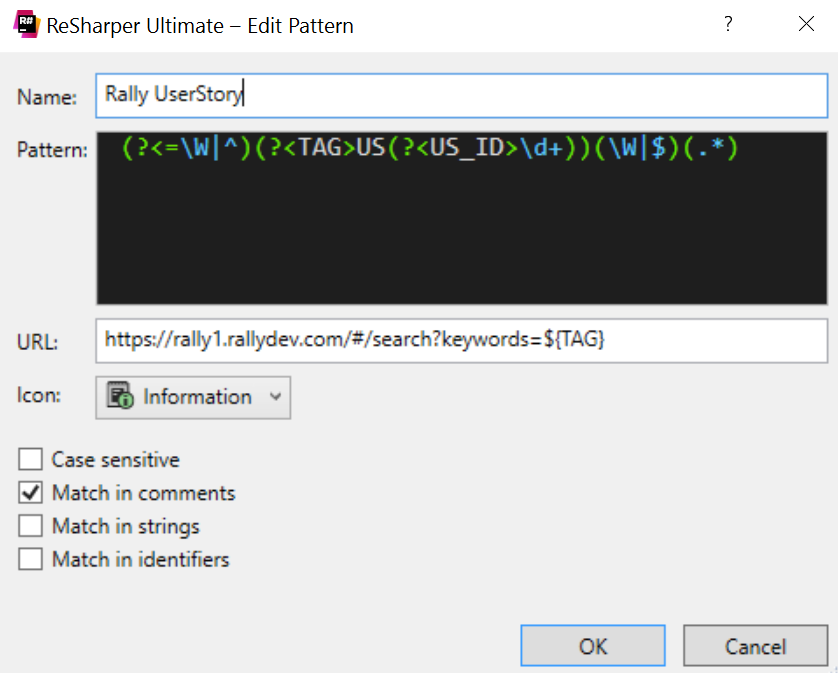 R# ReSharper Ultimate – Edit Pattern ?
Name: Rally UserStory
Pattern: (?<=\W|^)(?<TAG>US(?<US_ID>\d+))(\W|$)(.*)
URL: https://rally1.rallydev.com/#/search?keywords=${TAG}
Icon: Information
Case sensitive
Match in comments
Match in strings
Match in identifiers
OK Cancel